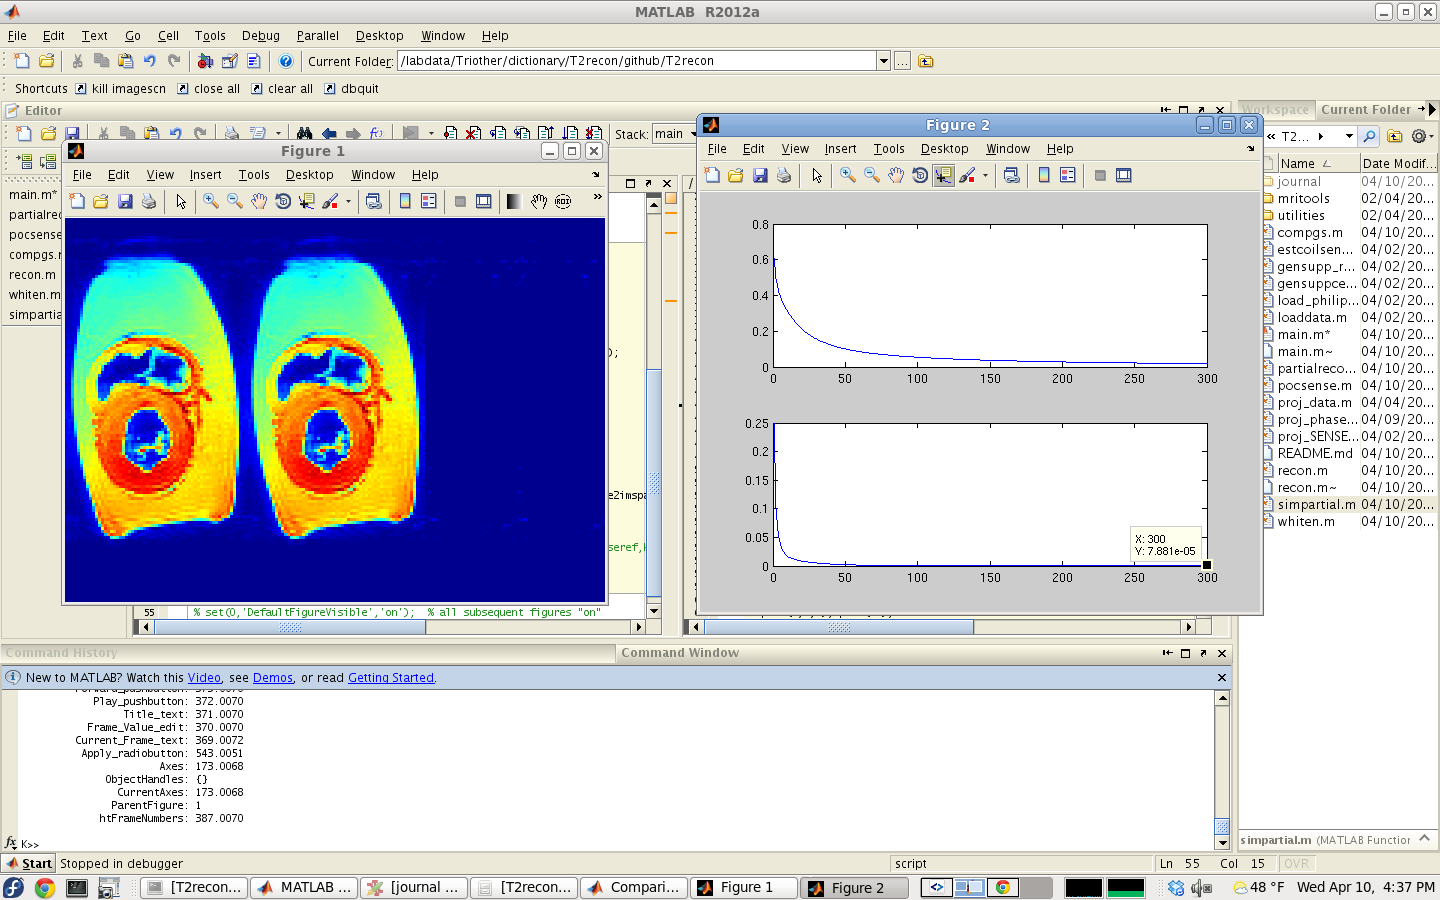 MATLAB R2012a
File Edit Text Go Cell Tools Debug Parallel Desktop Window Help
Current Folder: /labdata/Triother/dictionary/T2recon/github/T2recon
Shortcuts kill imagescn close all clear all dbquit
Editor
Stack: main
main.m*
partialrec
pocsense
compgs.m
recon.m
whiten.m
simpartia
Figure 1
File Edit View Insert Tools Desktop Window Help
);
e2imspa
seref,k
55 % set(0,'DefaultFigureVisible','on'); % all subsequent figures "on"
Figure 2
File Edit View Insert Tools Desktop Window Help
0.8
0.6
0.4
0.2
0
0 50 100 150 200 250 300
0.25
0.2
0.15
0.1
0.05
0
0 50 100 150 200 250 300
X: 300
Y: 7.881e-05
Workspace Current Folder
« T2...
Name Date Modif...
journal 04/10/20...
mritools 02/04/20...
utilities 02/04/20...
compgs.m 04/10/20...
estcoilsen... 04/02/20...
gensupp_r... 04/02/20...
gensuppce... 04/02/20...
load_philip... 04/02/20...
loaddata.m 04/02/20...
main.m* 04/10/20...
main.m~ 04/10/20...
partialreco... 04/10/20...
pocsense.m 04/10/20...
proj_data.m 04/04/20...
proj_phase... 04/09/20...
proj_SENSE... 04/02/20...
README.md 04/10/20...
recon.m 04/10/20...
recon.m~ 04/10/20...
simpartial.m 04/10/20...
whiten.m 04/10/20...
simpartial.m (MATLAB Function
Command History
Command Window
New to MATLAB? Watch this Video, see Demos, or read Getting Started.
Forward_pushbutton: 373.0070
Play_pushbutton: 372.0070
Title_text: 371.0070
Frame_Value_edit: 370.0070
Current_Frame_text: 369.0072
Apply_radiobutton: 543.0051
Axes: 173.0068
ObjectHandles: {}
CurrentAxes: 173.0068
ParentFigure: 1
htFrameNumbers: 387.0070
fx K>>
Start Stopped in debugger script Ln 55 Col 15 OVR
[T2recon... MATLAB ... [journal ... [T2recon... Compari... Figure 1 Figure 2 48 °F Wed Apr 10, 4:37 PM